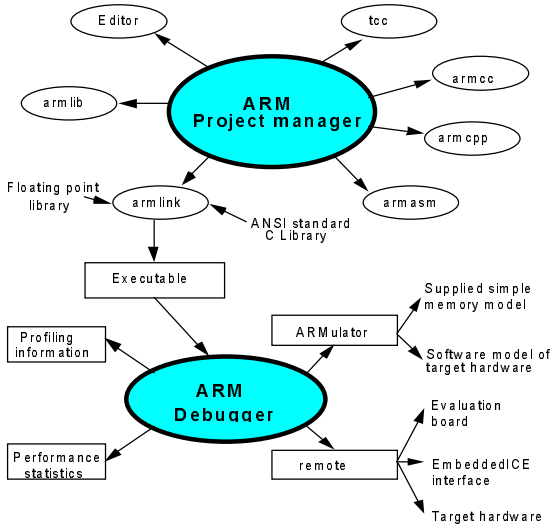 Editor
tcc
armlib
ARM
Project manager
armcc
armcpp
Floating point
library
armlink
armasm
ANSI standard
C Library
Executable
Supplied simple
memory model
Profiling
information
ARMulator
Software model of
target hardware
ARM
Debugger
Evaluation
board
Performance
statistics
remote
EmbeddedICE
interface
Target hardware